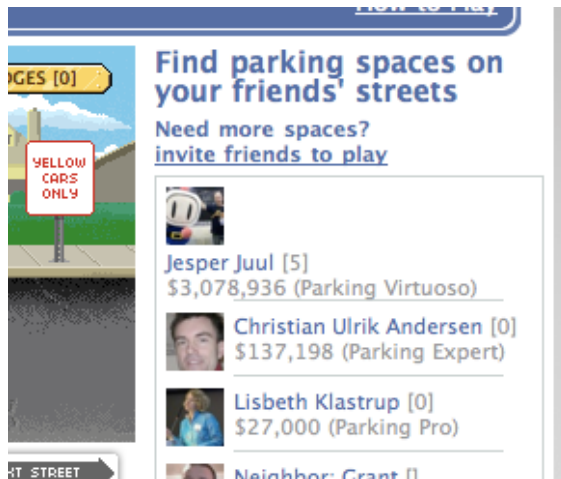 How to Play
[0]
YELLOW
CARS
ONLY
STREET
Find parking spaces on
your friends' streets
Need more spaces?
invite friends to play
Jesper Juul [5]
$3,078,936 (Parking Virtuoso)
Christian Ulrik Andersen [0]
$137,198 (Parking Expert)
Lisbeth Klastrup [0]
$27,000 (Parking Pro)
Neighbor: Grant []